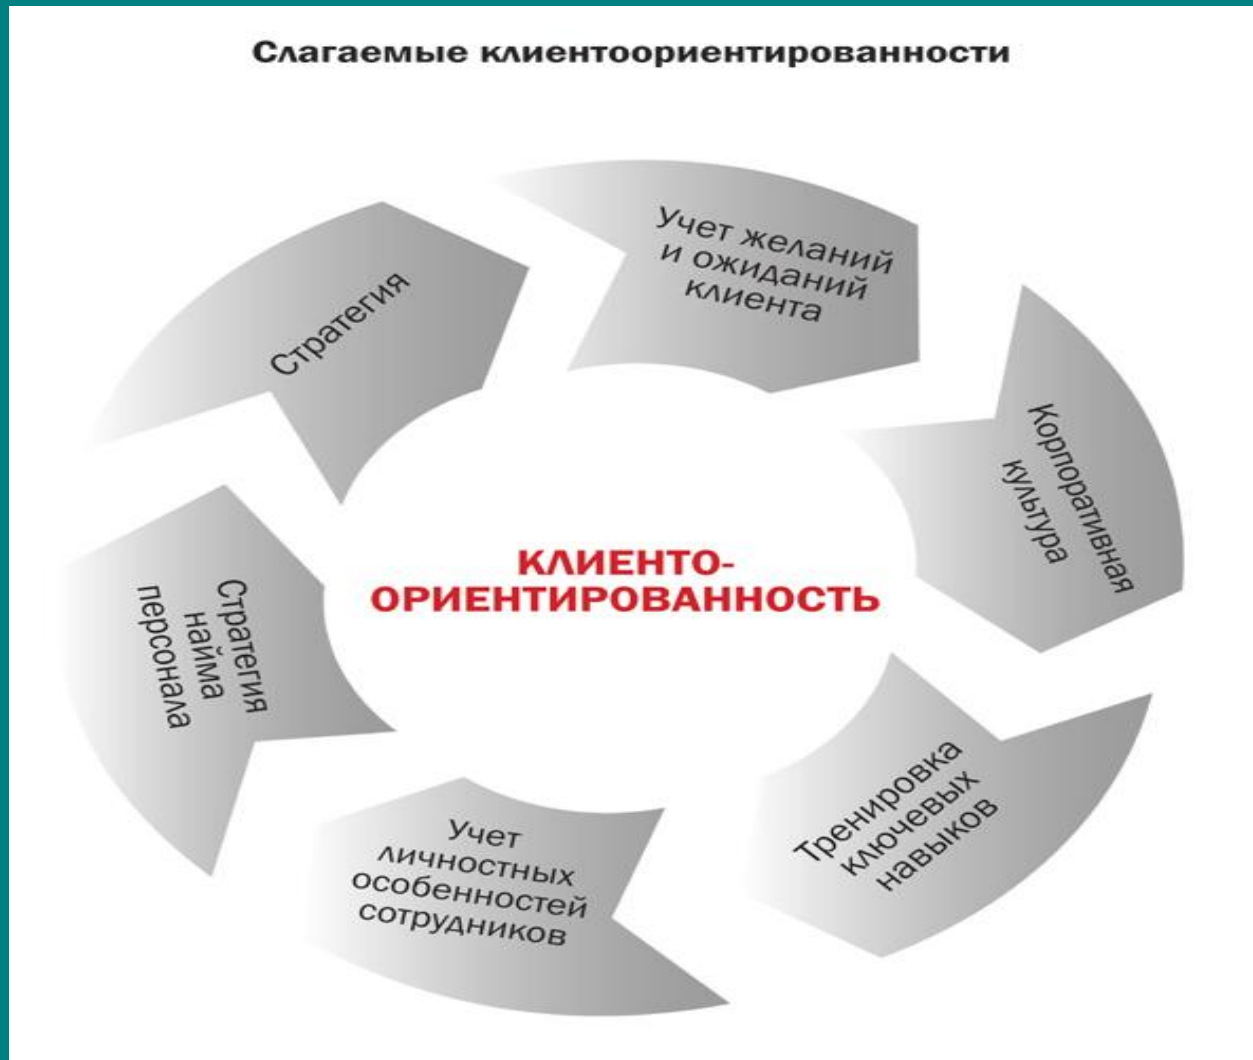 Слагаемые клиентоориентированности
Стратегия
Учет желаний
и ожиданий
клиента
Корпоративная
культура
Тренировка
ключевых
навыков
Учет
личностных
особенностей
сотрудников
Стратегия
найма
персонала
КЛИЕНТО-
ОРИЕНТИРОВАННОСТЬ